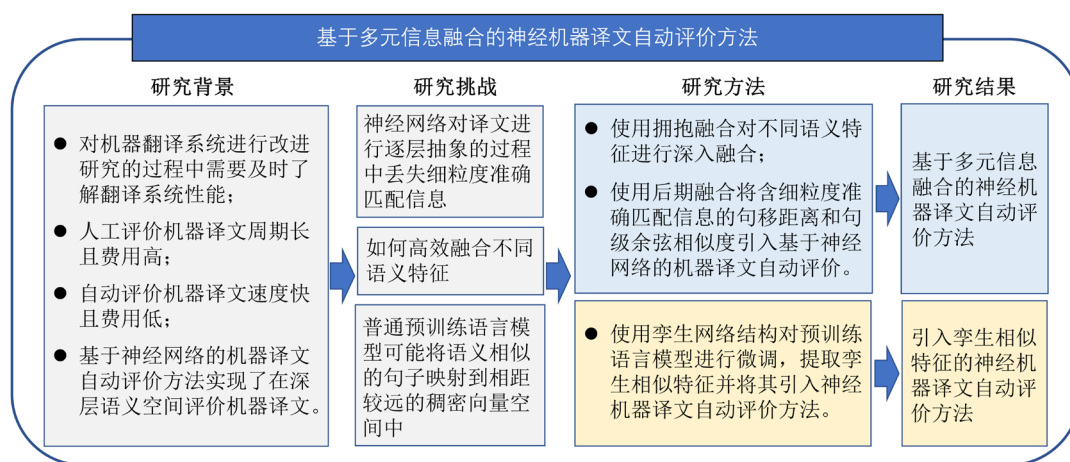 基于多元信息融合的神经机器译文自动评价方法
研究背景
● 对机器翻译系统进行改进
研究的过程中需要及时了
解翻译系统性能;
● 人工评价机器译文周期长
且费用高;
● 自动评价机器译文速度快
且费用低;
● 基于神经网络的机器译文
自动评价方法实现了在深
层语义空间评价机器译文。
研究挑战
神经网络对译文进
行逐层抽象的过程
中丢失细粒度准确
匹配信息
如何高效融合不同
语义特征
普通预训练语言模
型可能将语义相似
的句子映射到相距
较远的稠密向量空
间中
研究方法
● 使用拥抱融合对不同语义特
征进行深入融合;
● 使用后期融合将含细粒度准
确匹配信息的句移距离和句
级余弦相似度引入基于神经
网络的机器译文自动评价。
● 使用孪生网络结构对预训练
语言模型进行微调，提取孪
生相似特征并将其引入神经
机器译文自动评价方法。
研究结果
基于多元信息
融合的神经机
器译文自动评
价方法
引入孪生相似
特征的神经机
器译文自动评
价方法